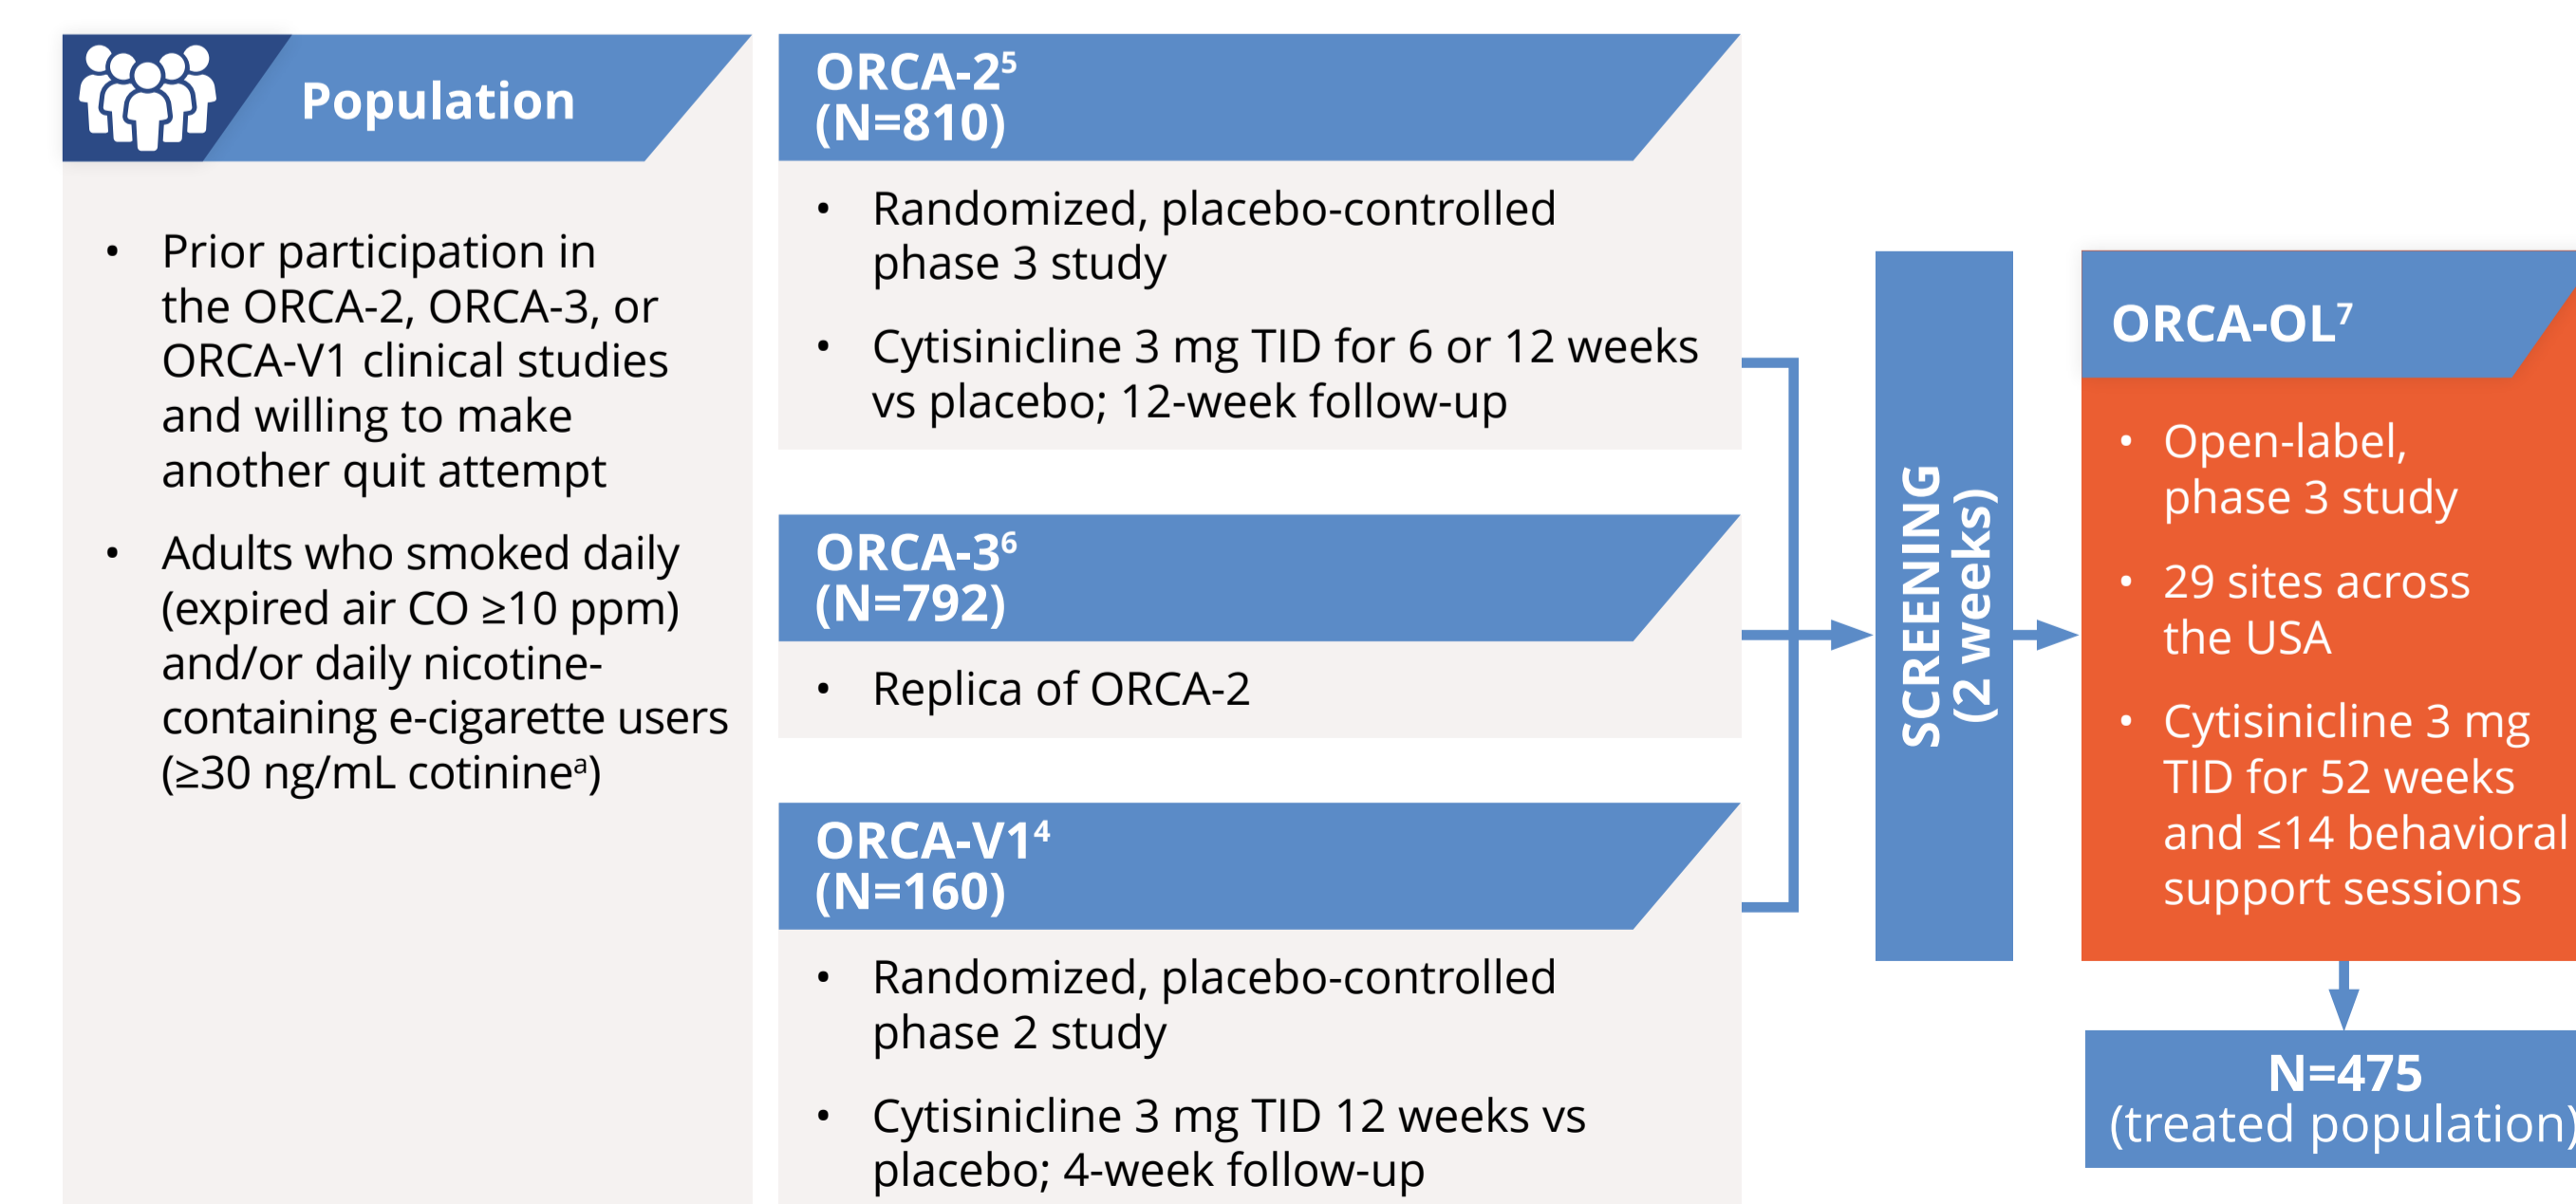 Population
• Prior participation in
the ORCA-2, ORCA-3, or
ORCA-V1 clinical studies
and willing to make
another quit attempt
• Adults who smoked daily
(expired air CO ≥10 ppm)
and/or daily nicotine-
containing e-cigarette users
(≥30 ng/mL cotinineᵃ)
ORCA-2⁵
(N=810)
• Randomized, placebo-controlled
phase 3 study
• Cytisinicline 3 mg TID for 6 or 12 weeks
vs placebo; 12-week follow-up
ORCA-3⁶
(N=792)
• Replica of ORCA-2
ORCA-V1⁴
(N=160)
• Randomized, placebo-controlled
phase 2 study
• Cytisinicline 3 mg TID 12 weeks vs
placebo; 4-week follow-up
SCREENING
(2 weeks)
ORCA-OL⁷
• Open-label,
phase 3 study
• 29 sites across
the USA
• Cytisinicline 3 mg
TID for 52 weeks
and ≤14 behavioral
support sessions
N=475
(treated population)